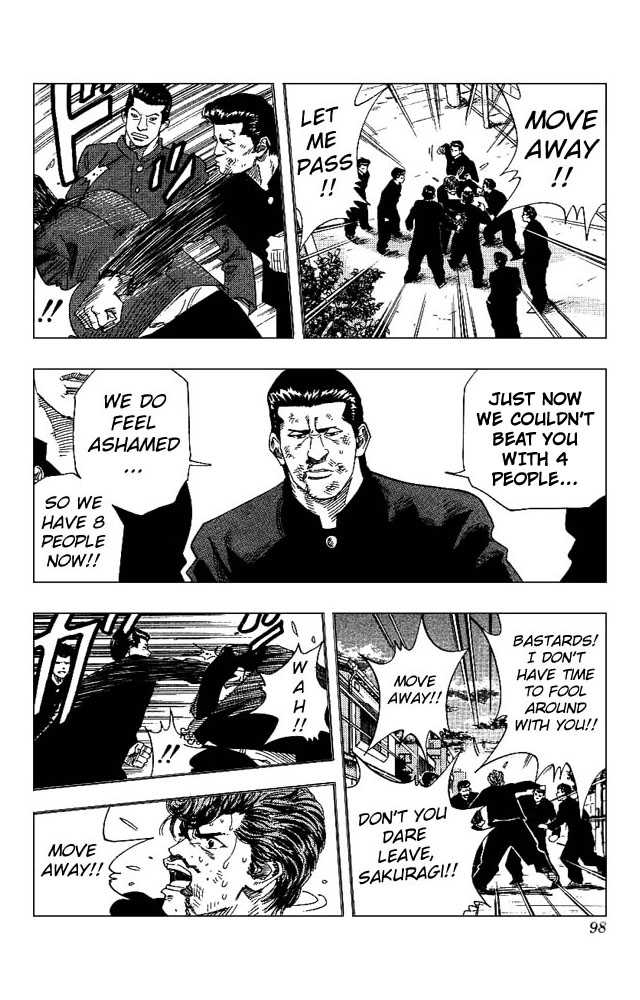 MOVE
AWAY
!!
LET
ME
PASS
!!
!!
JUST NOW
WE COULDN'T
BEAT YOU
WITH 4
PEOPLE...
WE DO
FEEL
ASHAMED
...
SO WE
HAVE 8
PEOPLE
NOW!!
BASTARDS!
I DON'T
HAVE TIME
TO FOOL
AROUND
WITH YOU!!
MOVE
AWAY!!
DON'T YOU
DARE
LEAVE,
SAKURAGI!!
WAH!!
!!
MOVE
AWAY!!
98